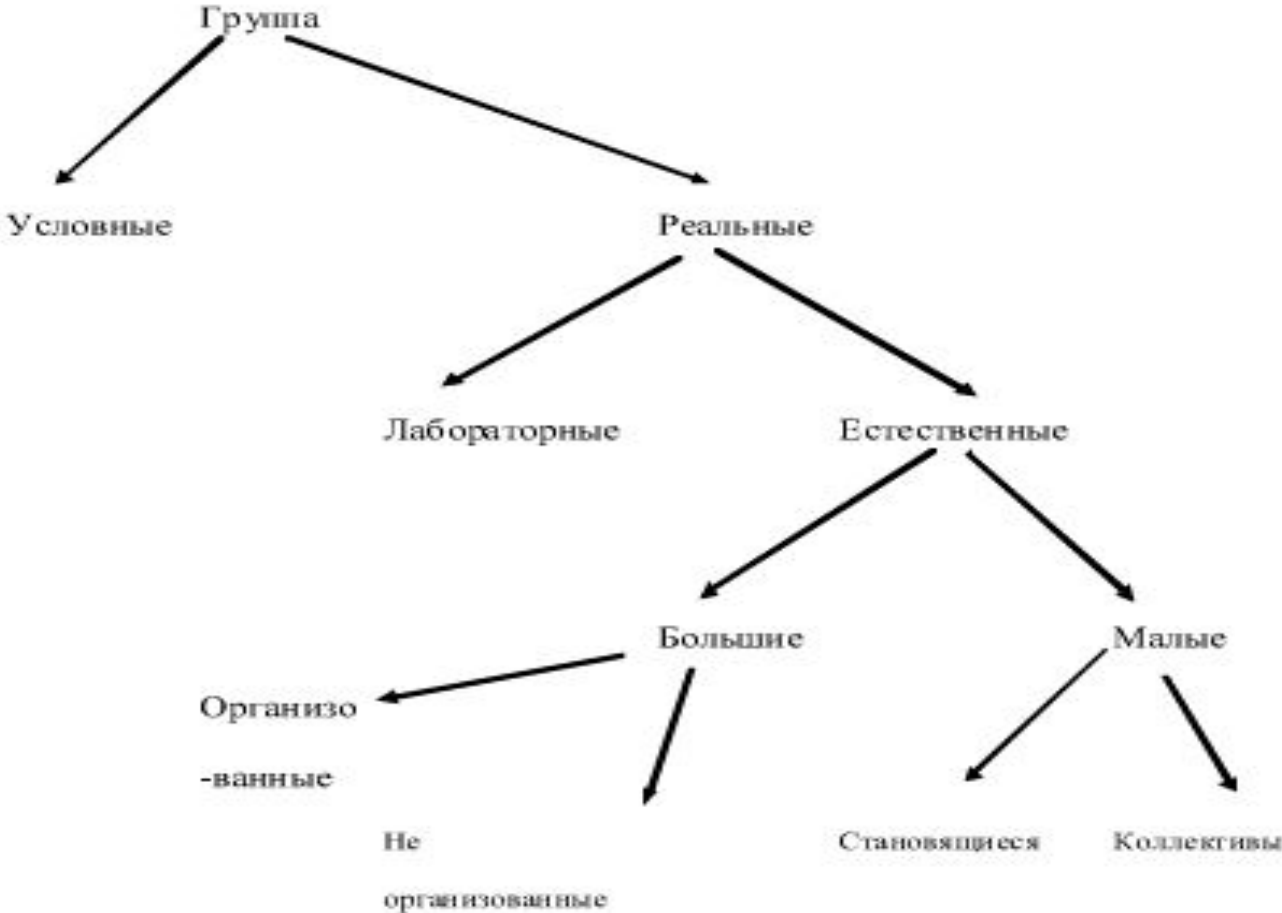 Группа
Условные
Реальные
Лабораторные
Естественные
Большие
Малые
Организо
-ванные
Не
организованные
Становящиеся
Коллективы